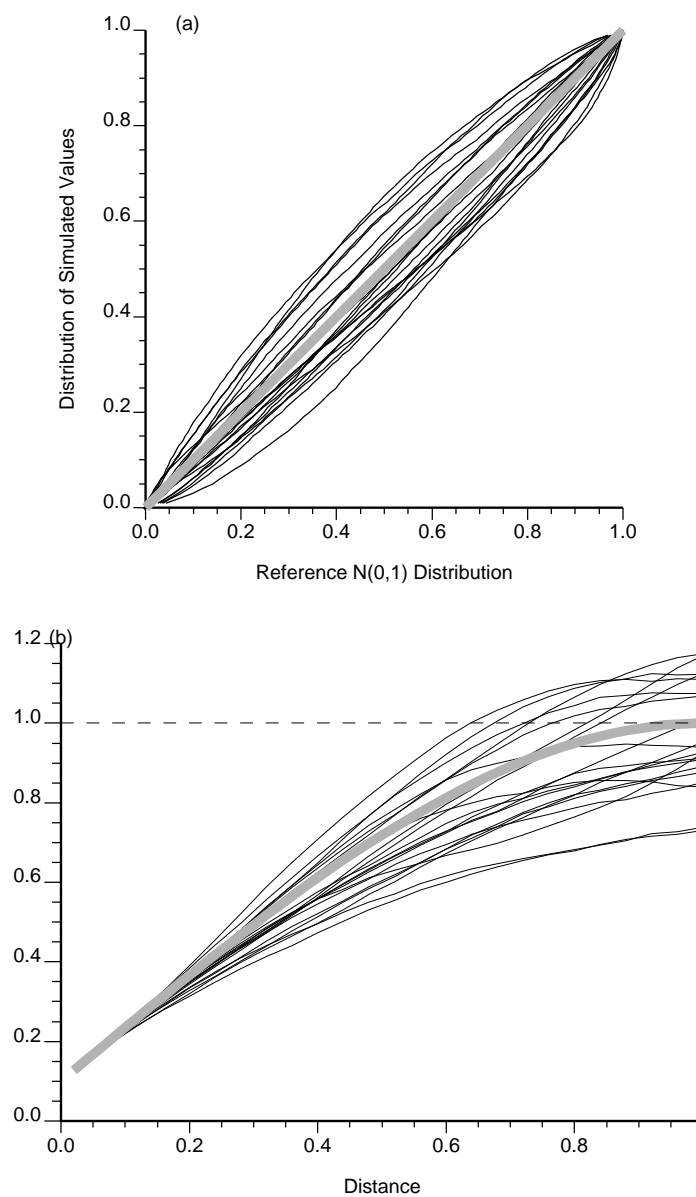 (a)
1.0
0.8
0.6
0.4
0.2
0.0
Distribution of Simulated Values
0.0 0.2 0.4 0.6 0.8 1.0
Reference N(0,1) Distribution
(b)
1.2
1.0
0.8
0.6
0.4
0.2
0.0
0.0 0.2 0.4 0.6 0.8
Distance